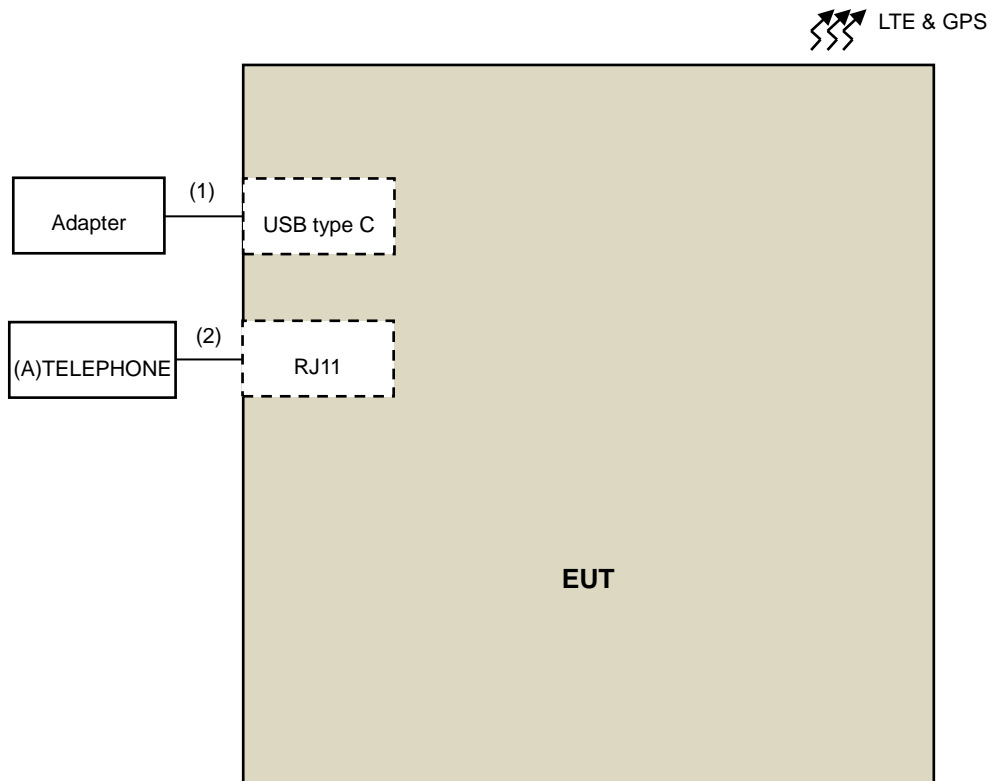 LTE & GPS
(1)
Adapter
USB type C
(2)
(A)TELEPHONE
RJ11
EUT